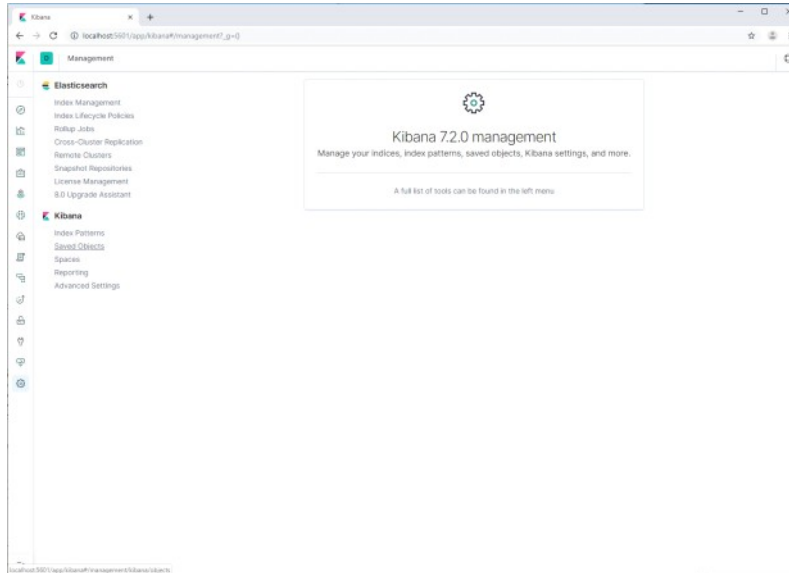 Kibana
localhost:5601/app/kibana#/management?_g=()
D
Management
Elasticsearch
Index Management
Index Lifecycle Policies
Rollup Jobs
Cross-Cluster Replication
Remote Clusters
Snapshot Repositories
License Management
8.0 Upgrade Assistant
Kibana
Index Patterns
Saved Objects
Spaces
Reporting
Advanced Settings
Kibana 7.2.0 management
Manage your indices, index patterns, saved objects, Kibana settings, and more.
A full list of tools can be found in the left menu
localhost:5601/app/kibana#/management/kibana/objects